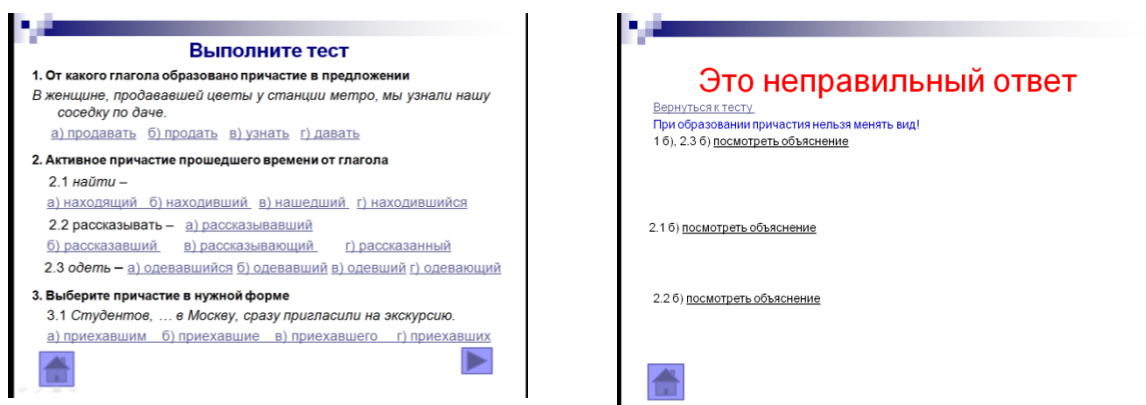 Выполните тест
1. От какого глагола образовано причастие в предложении
В женщине, продававшей цветы у станции метро, мы узнали нашу
соседку по даче.
а) продавать б) продать в) узнать г) давать
2. Активное причастие прошедшего времени от глагола
2.1 найти –
а) находящий б) находивший в) нашедший г) находившийся
2.2 рассказывать – а) рассказывавший
б) рассказавший в) рассказывающий г) рассказанный
2.3 одеть – а) одевавшийся б) одевавший в) одевший г) одевающий
3. Выберите причастие в нужной форме
3.1 Студентов, … в Москву, сразу пригласили на экскурсию.
а) приехавшим б) приехавшие в) приехавшего г) приехавших
Это неправильный ответ
Вернуться к тесту
При образовании причастия нельзя менять вид!
1 б), 2.3 б) посмотреть объяснение
2.1 б) посмотреть объяснение
2.2 б) посмотреть объяснение